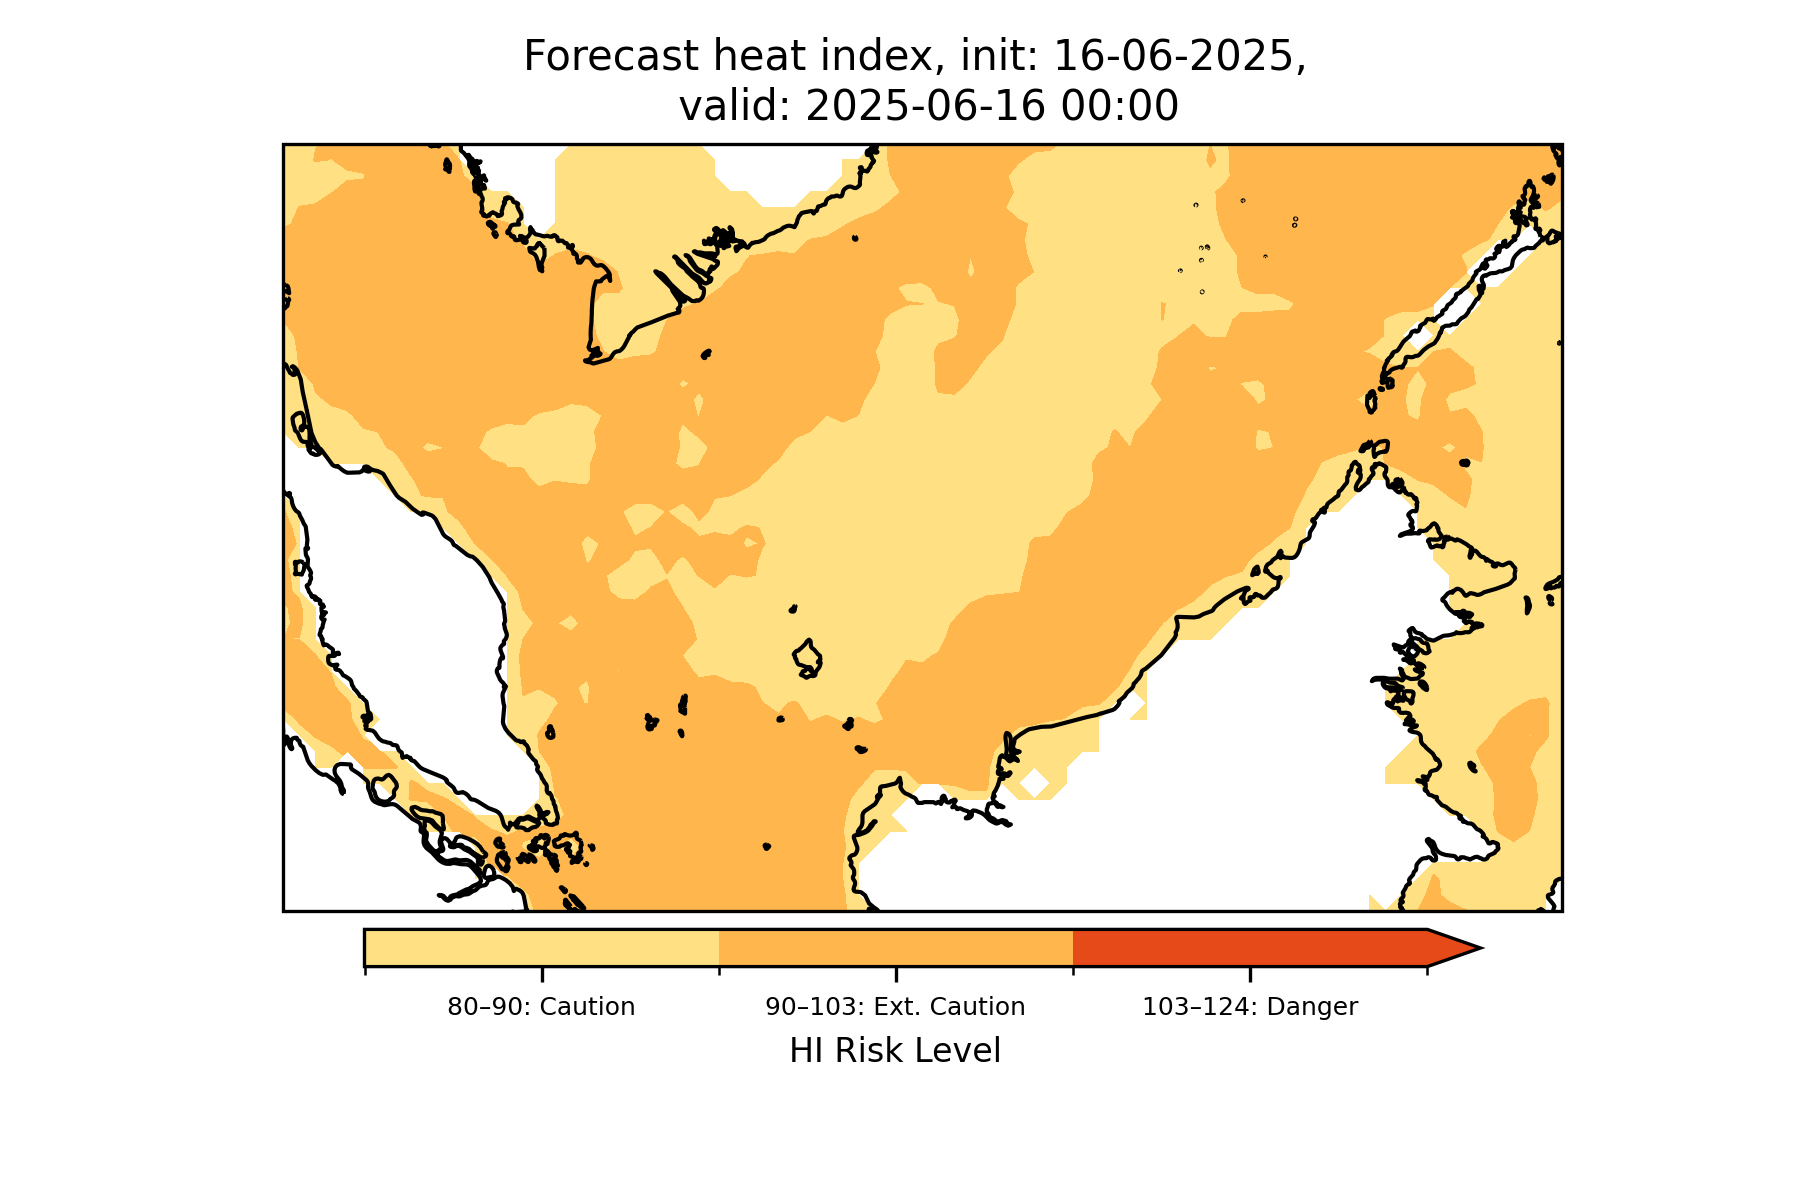 Forecast heat index, init: 16-06-2025,
valid: 2025-06-16 00:00
80–90: Caution
90–103: Ext. Caution
103–124: Danger
HI Risk Level